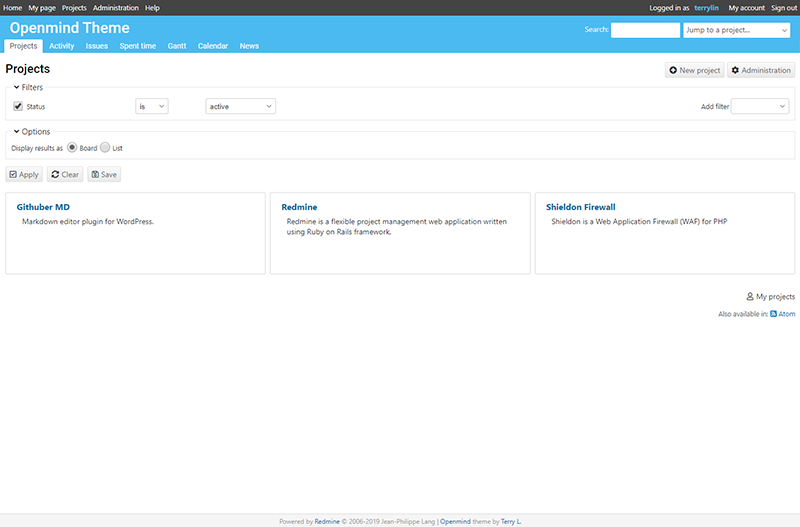 Home My page Projects Administration Help Logged in as terrylin My account Sign out
Openmind Theme
Search: Jump to a project...
Projects Activity Issues Spent time Gantt Calendar News
Projects
New project Administration
Filters
Status is active Add filter
Options
Display results as Board List
Apply Clear Save
Githuber MD
Markdown editor plugin for WordPress.
Redmine
Redmine is a flexible project management web application written
using Ruby on Rails framework.
Shieldon Firewall
Shieldon is a Web Application Firewall (WAF) for PHP
My projects
Also available in: Atom
Powered by Redmine © 2006-2019 Jean-Philippe Lang | Openmind theme by Terry L.